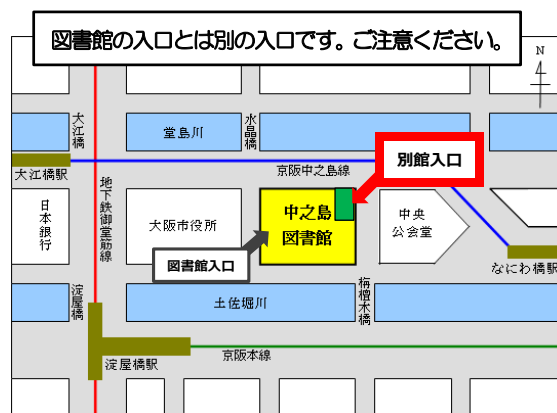 図書館の入口とは別の入口です。ご注意ください。
N
大江橋
堂島川
水晶橋
大江橋駅
京阪中之島線
別館入口
日本銀行
地下鉄御堂筋線
大阪市役所
中之島
図書館
中央
公会堂
図書館入口
なにわ橋駅
淀屋橋
土佐堀川
栴檀木橋
淀屋橋駅
京阪本線